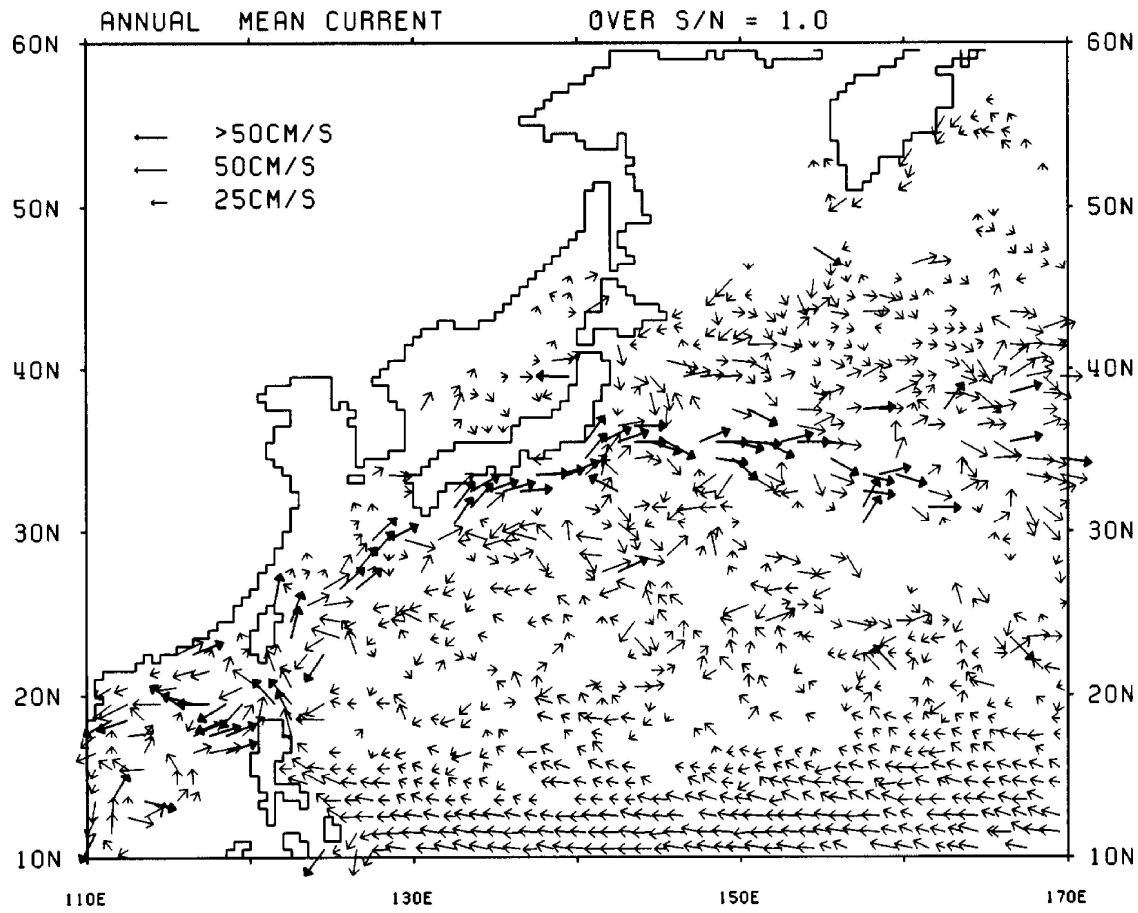 ANNUAL MEAN CURRENT OVER S/N = 1.0
60N 60N
>50CM/S
50CM/S
25CM/S
50N 50N
40N 40N
30N 30N
20N 20N
10N 10N
110E 130E 150E 170E